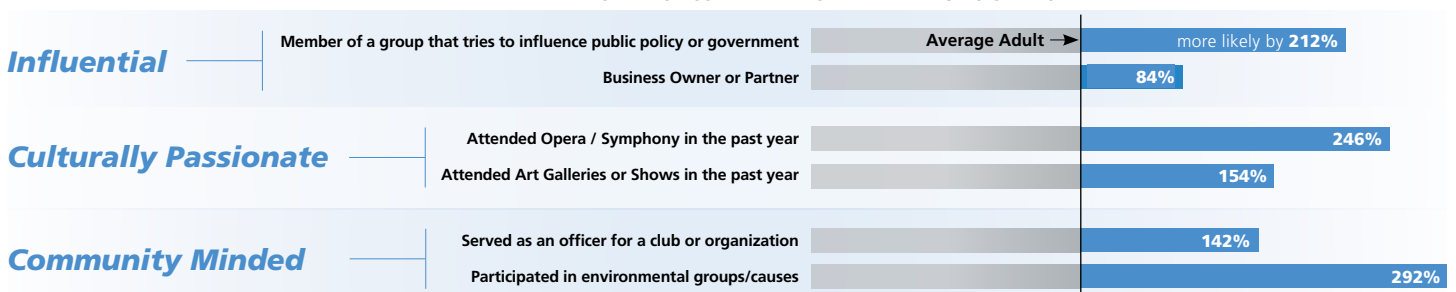 Influential
Member of a group that tries to influence public policy or government
Average Adult
more likely by 212%
Business Owner or Partner
84%
Culturally Passionate
Attended Opera / Symphony in the past year
246%
Attended Art Galleries or Shows in the past year
154%
Community Minded
Served as an officer for a club or organization
142%
Participated in environmental groups/causes
292%